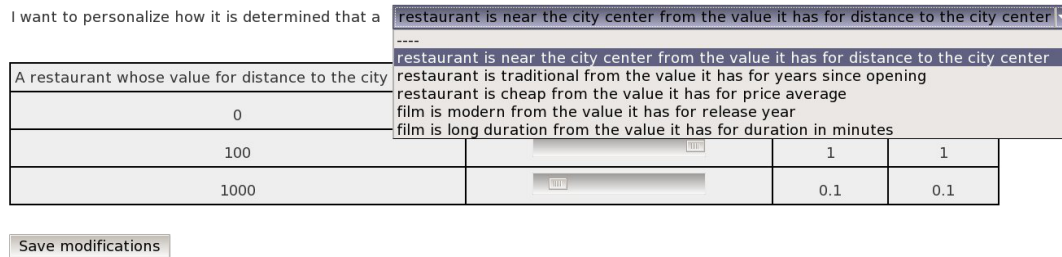 I want to personalize how it is determined that a restaurant is near the city center from the value it has for distance to the city center
----
restaurant is near the city center from the value it has for distance to the city center
restaurant is traditional from the value it has for years since opening
restaurant is cheap from the value it has for price average
film is modern from the value it has for release year
film is long duration from the value it has for duration in minutes
A restaurant whose value for distance to the city
0
100 1 1
1000 0.1 0.1
Save modifications